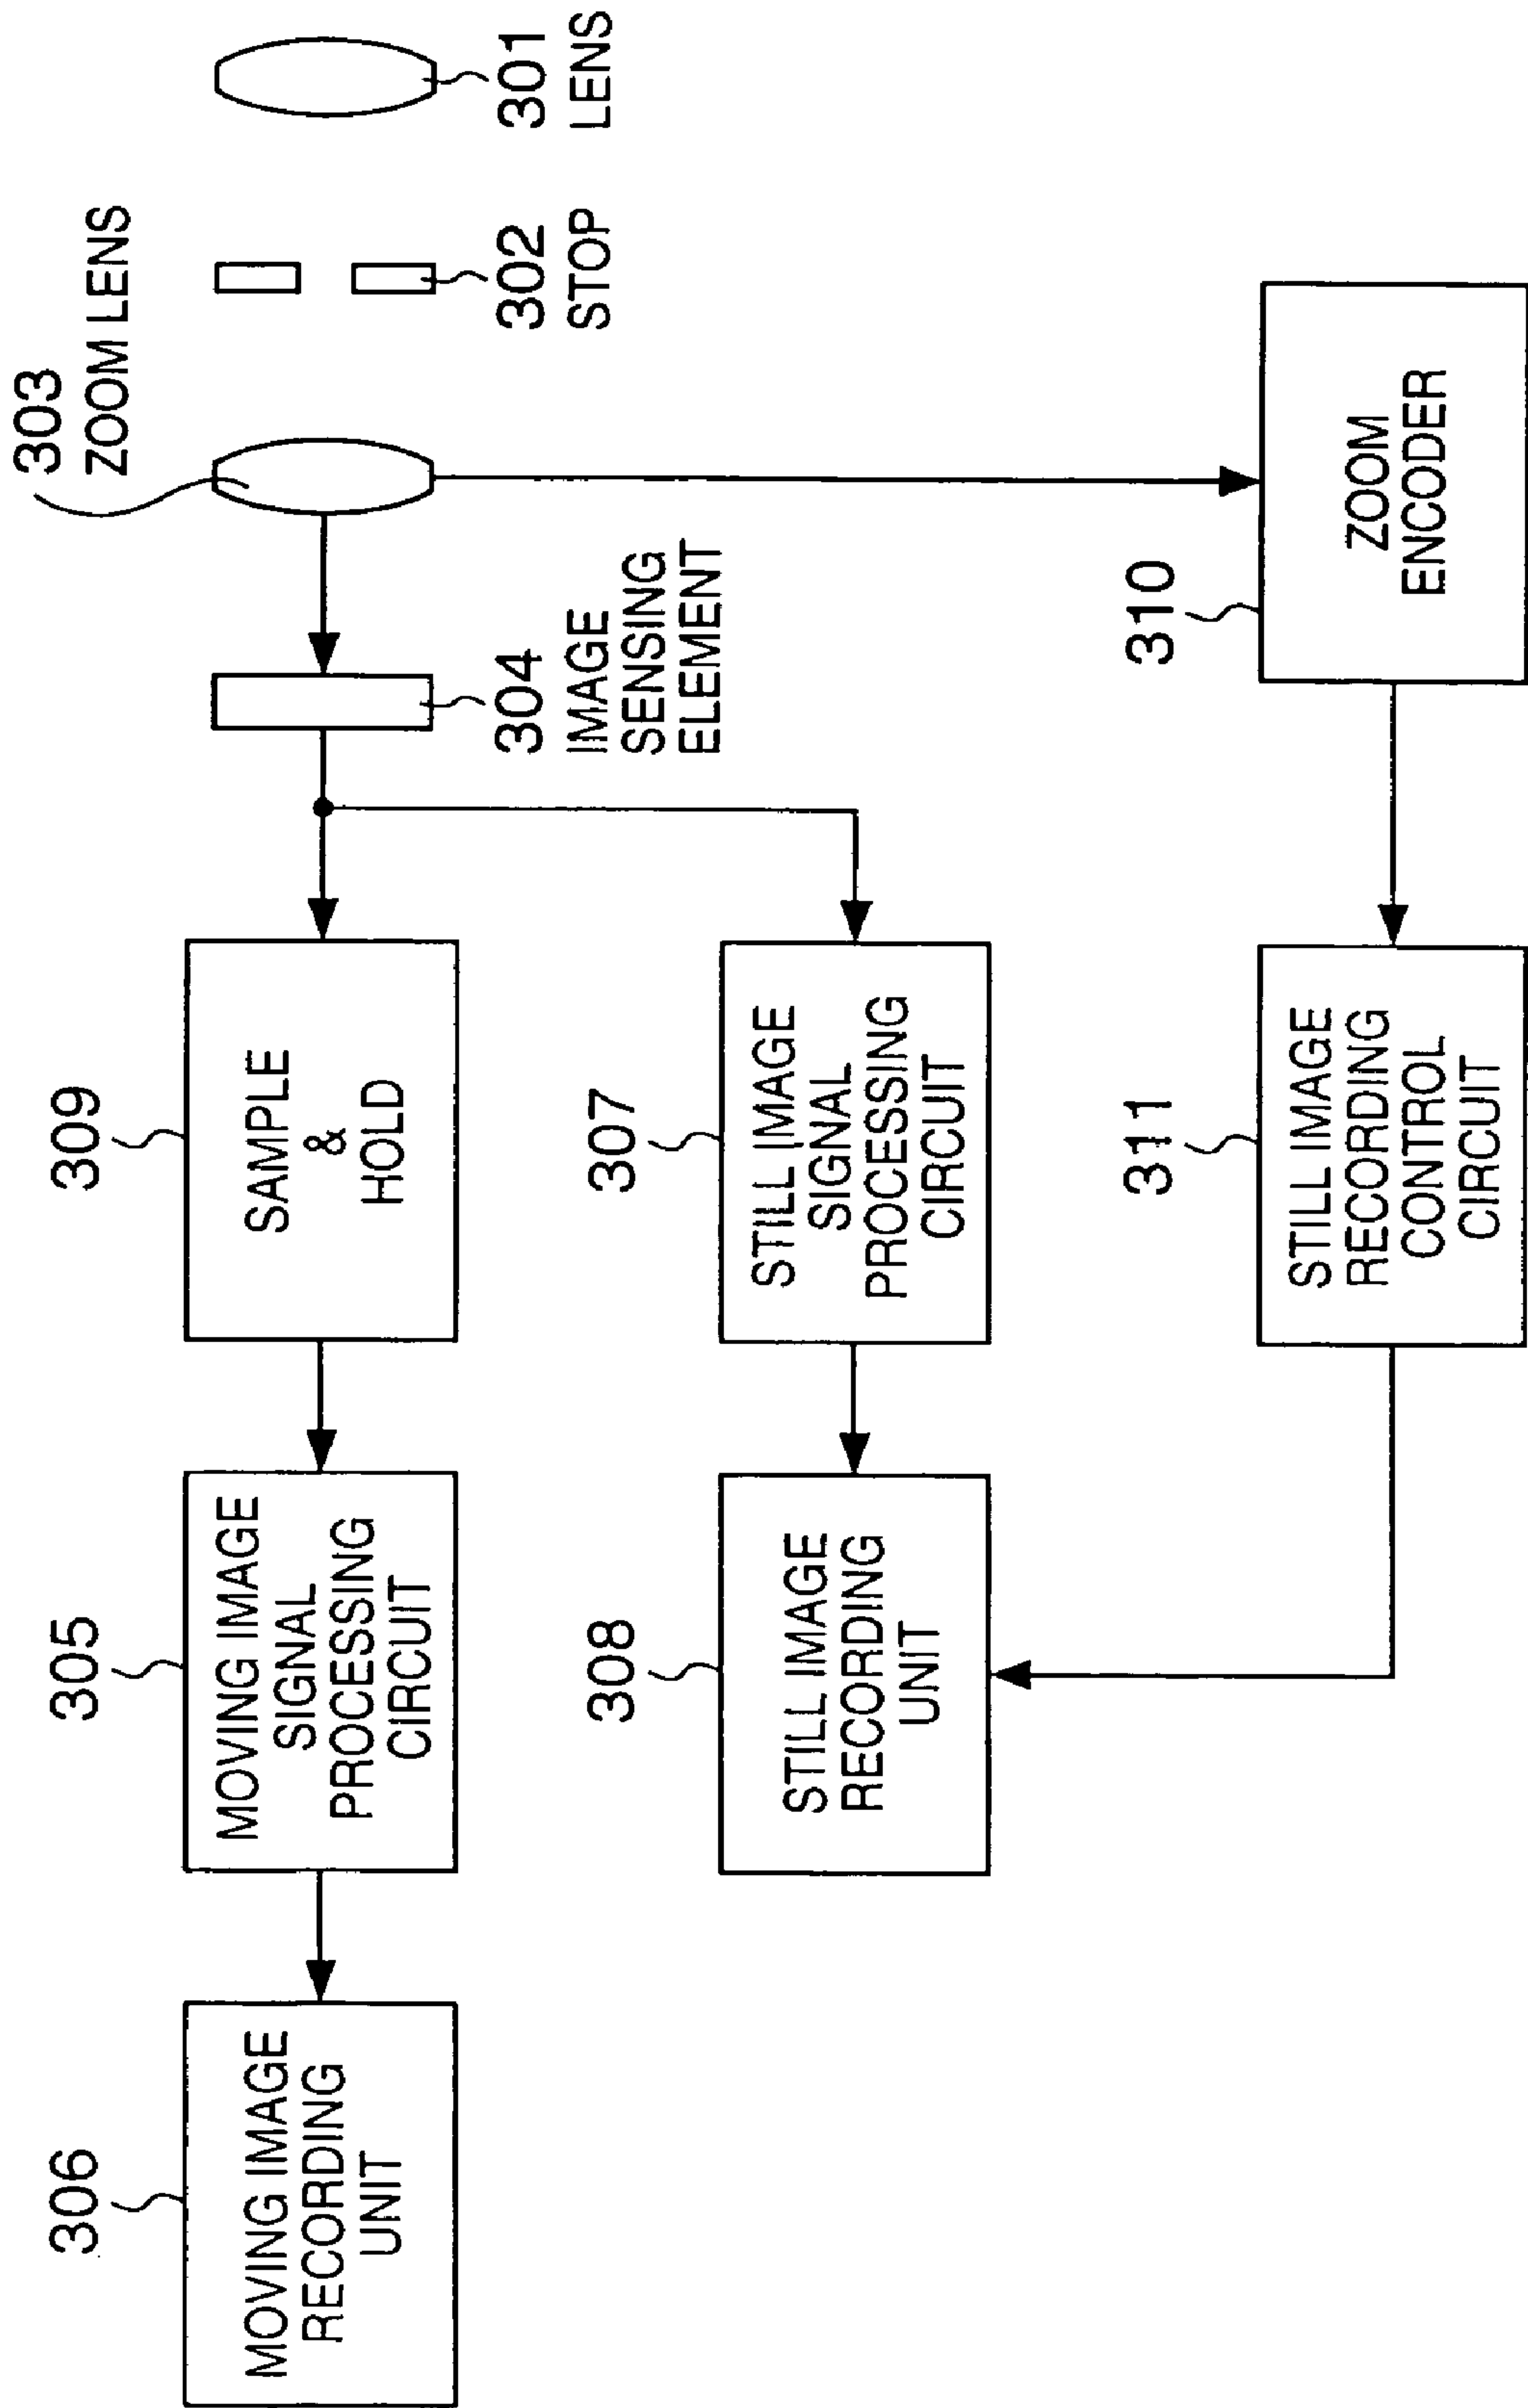 306
MOVING IMAGE
RECORDING
UNIT
305
MOVING IMAGE
SIGNAL
PROCESSING
CIRCUIT
309
SAMPLE
&
HOLD
303
ZOOM LENS
308
STILL IMAGE
RECORDING
UNIT
307
STILL IMAGE
SIGNAL
PROCESSING
CIRCUIT
304
IMAGE
SENSING
ELEMENT
302
STOP
301
LENS
311
STILL IMAGE
RECORDING
CONTROL
CIRCUIT
310
ZOOM
ENCODER